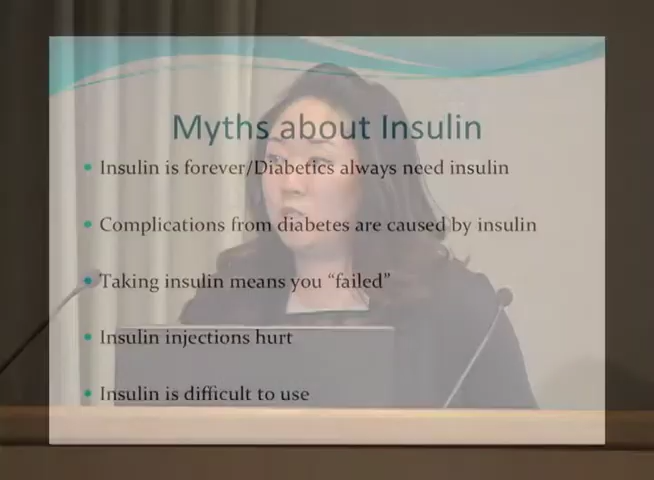 Myths about Insulin
• Insulin is forever/Diabetics always need insulin
• Complications from diabetes are caused by insulin
• Taking insulin means you “failed”
• Insulin injections hurt
• Insulin is difficult to use